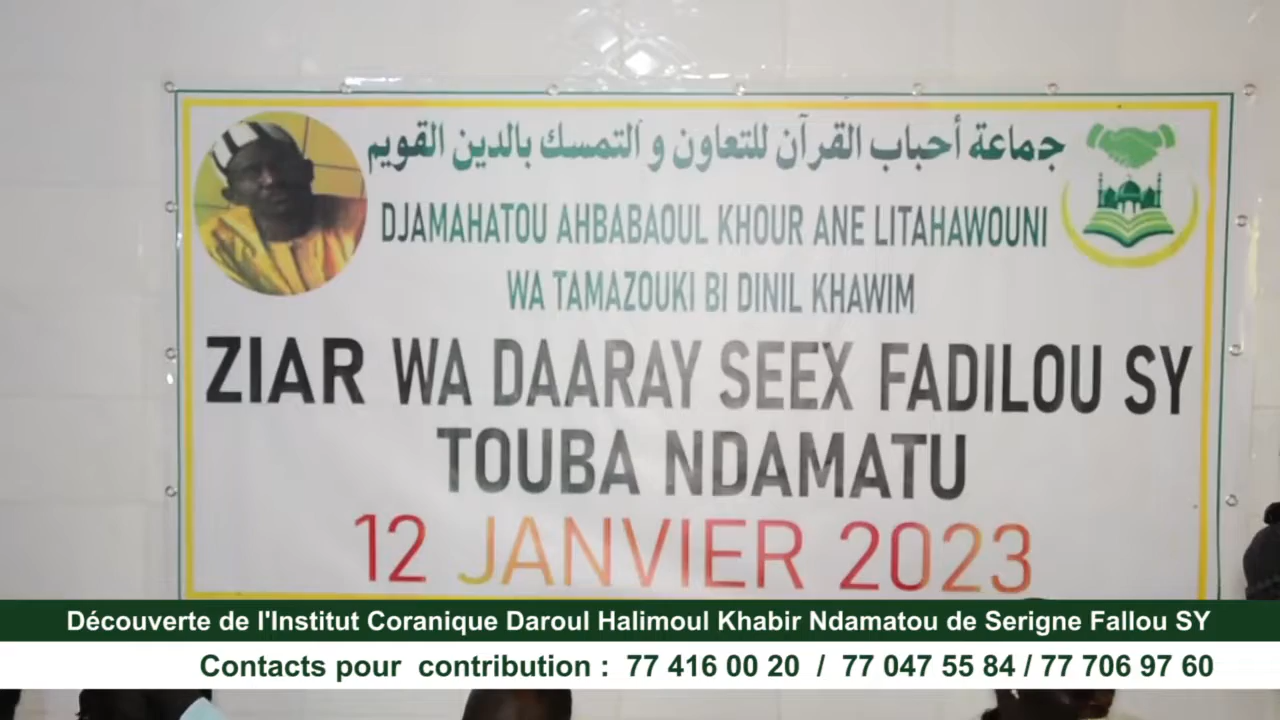 جماعة أحباب القرآن للتعاون و التمسك بالدين القويم
DJAMAHATOU AHBABAOUL KHOUR ANE LITAHAWOUNI
WA TAMAZOUKI BI DINIL KHAWIM
ZIAR WA DAARAY SEEX FADILOU SY
TOUBA NDAMATU
12 JANVIER 2023
Découverte de l'Institut Coranique Daroul Halimoul Khabir Ndamatou de Serigne Fallou SY
Contacts pour contribution : 77 416 00 20 / 77 047 55 84 / 77 706 97 60